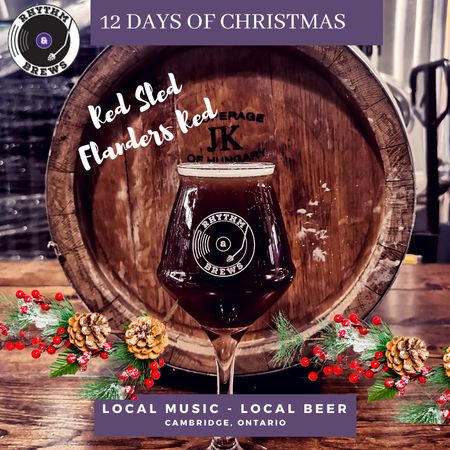 RHYTHM
&
BREWS
12 DAYS OF CHRISTMAS
Red Sled
Flanders Red
JK
OF HUNGARY
RHYTHM
&
BREWS
LOCAL MUSIC - LOCAL BEER
CAMBRIDGE, ONTARIO